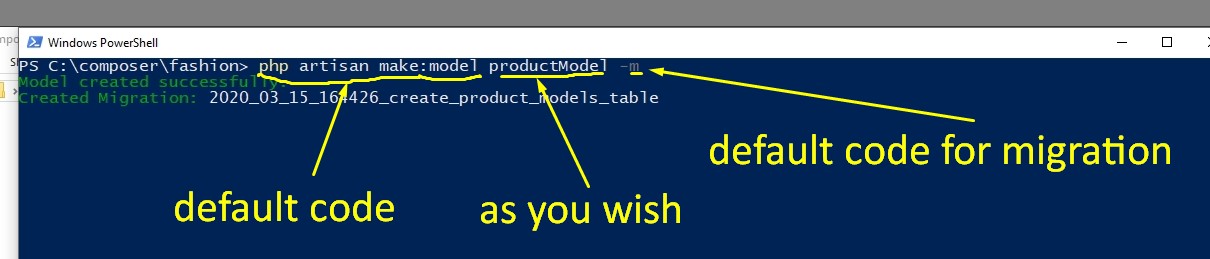 Windows PowerShell
PS C:\composer\fashion> php artisan make:model productModel -m
Model created successfully.
Created Migration: 2020_03_15_164426_create_product_models_table
default code for migration
default code
as you wish